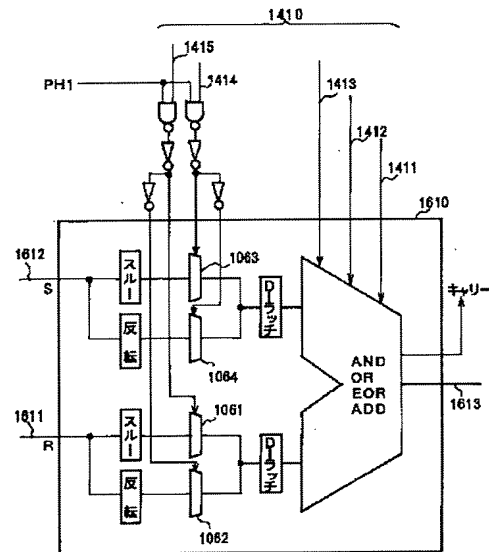 1410
1415
PH1
1414
1413
1412
1411
1610
1612
S
スルー
1063
Dラッチ
キャリー
反転
1064
AND
OR
EOR
ADD
1613
1611
R
スルー
1061
Dラッチ
反転
1062